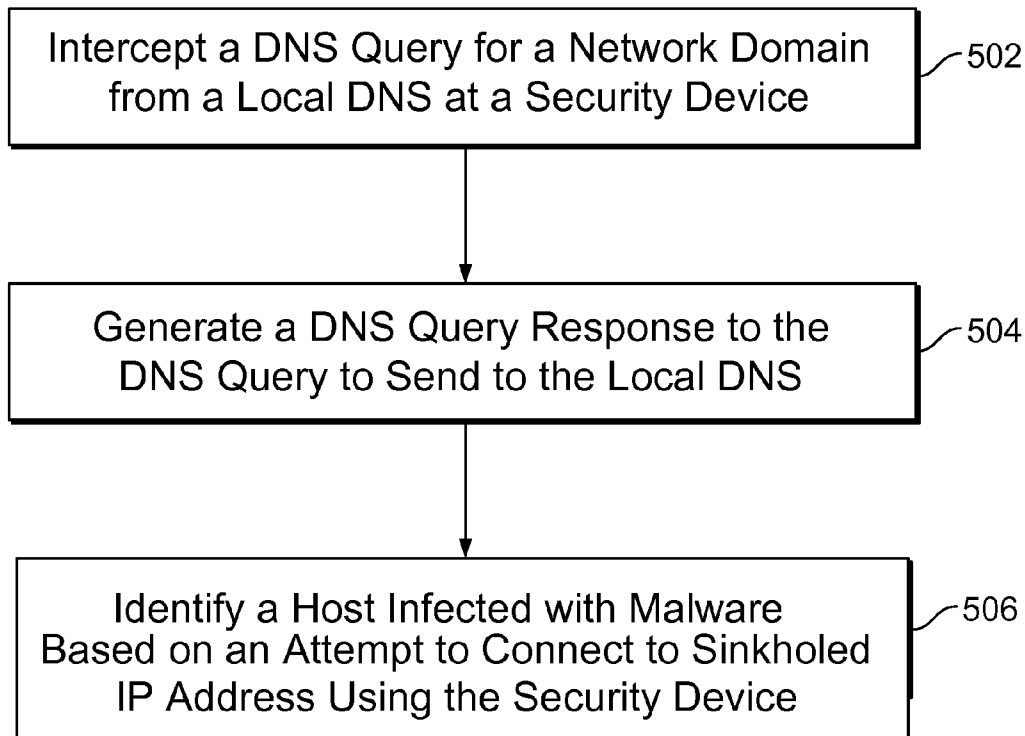 Intercept a DNS Query for a Network Domain
from a Local DNS at a Security Device
502
Generate a DNS Query Response to the
DNS Query to Send to the Local DNS
504
Identify a Host Infected with Malware
Based on an Attempt to Connect to Sinkholed
IP Address Using the Security Device
506